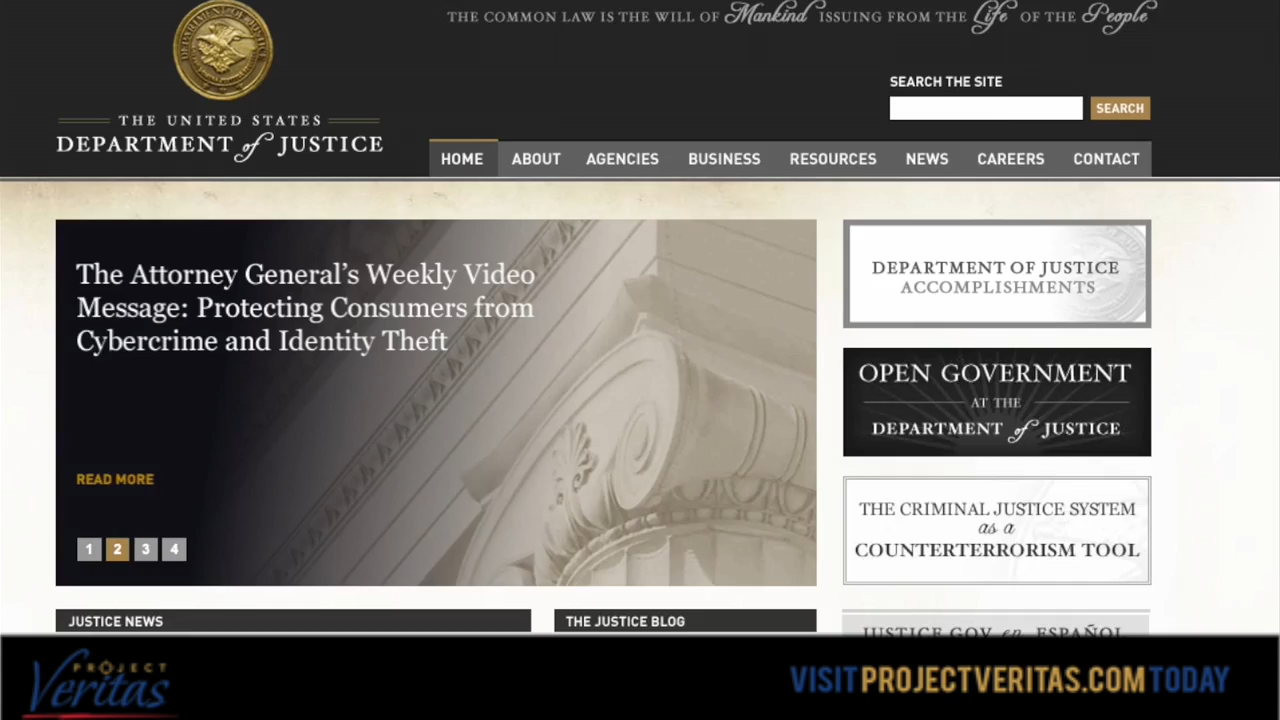 THE COMMON LAW IS THE WILL OF Mankind ISSUING FROM THE Life OF THE People
SEARCH THE SITE
SEARCH
THE UNITED STATES
DEPARTMENT of JUSTICE
HOME ABOUT AGENCIES BUSINESS RESOURCES NEWS CAREERS CONTACT
The Attorney General's Weekly Video
Message: Protecting Consumers from
Cybercrime and Identity Theft
READ MORE
1 2 3 4
DEPARTMENT OF JUSTICE
ACCOMPLISHMENTS
OPEN GOVERNMENT
AT THE
DEPARTMENT of JUSTICE
THE CRIMINAL JUSTICE SYSTEM
as a
COUNTERTERRORISM TOOL
JUSTICE NEWS
THE JUSTICE BLOG
JUSTICE.GOV en ESPAÑOL
PROJECT
Veritas
VISIT PROJECTVERITAS.COM TODAY